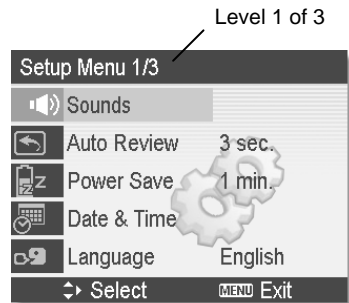 Level 1 of 3
Setup Menu 1/3
Sounds
Auto Review 3 sec.
zz Power Save 1 min.
Date & Time
Language English
Select MENU Exit